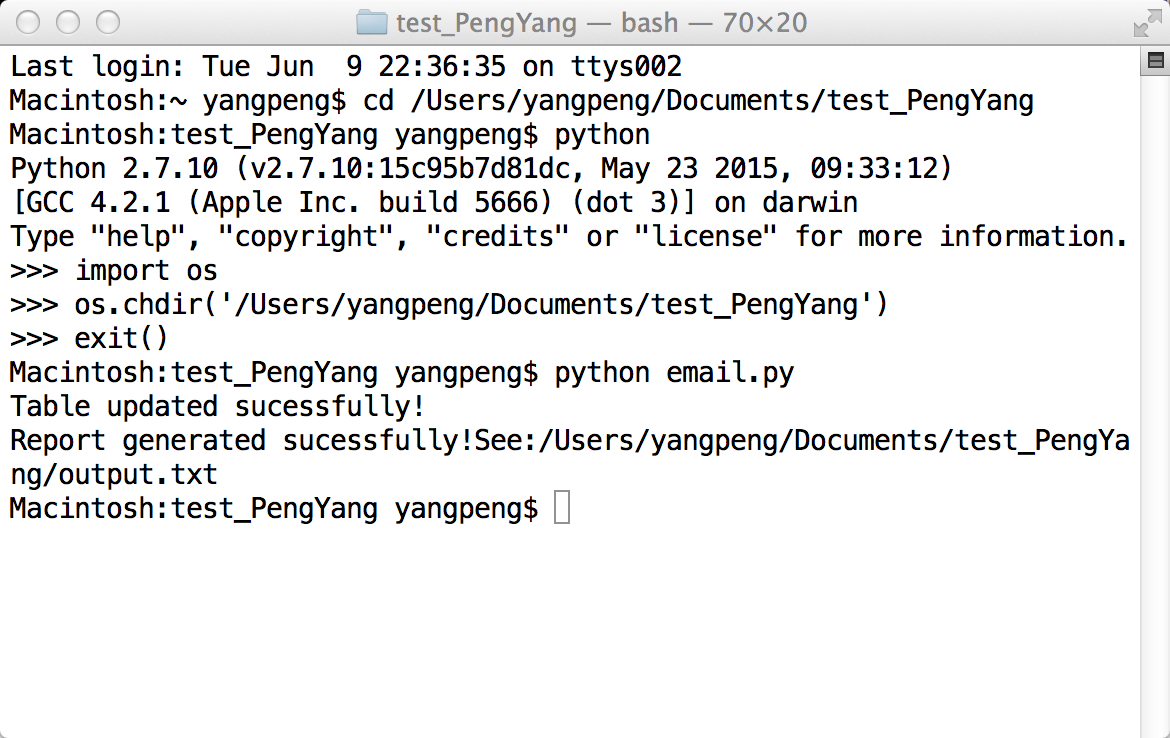 test_PengYang — bash — 70×20
Last login: Tue Jun  9 22:36:35 on ttys002
Macintosh:~ yangpeng$ cd /Users/yangpeng/Documents/test_PengYang
Macintosh:test_PengYang yangpeng$ python
Python 2.7.10 (v2.7.10:15c95b7d81dc, May 23 2015, 09:33:12)
[GCC 4.2.1 (Apple Inc. build 5666) (dot 3)] on darwin
Type "help", "copyright", "credits" or "license" for more information.
>>> import os
>>> os.chdir('/Users/yangpeng/Documents/test_PengYang')
>>> exit()
Macintosh:test_PengYang yangpeng$ python email.py
Table updated sucessfully!
Report generated sucessfully!See:/Users/yangpeng/Documents/test_PengYa
ng/output.txt
Macintosh:test_PengYang yangpeng$